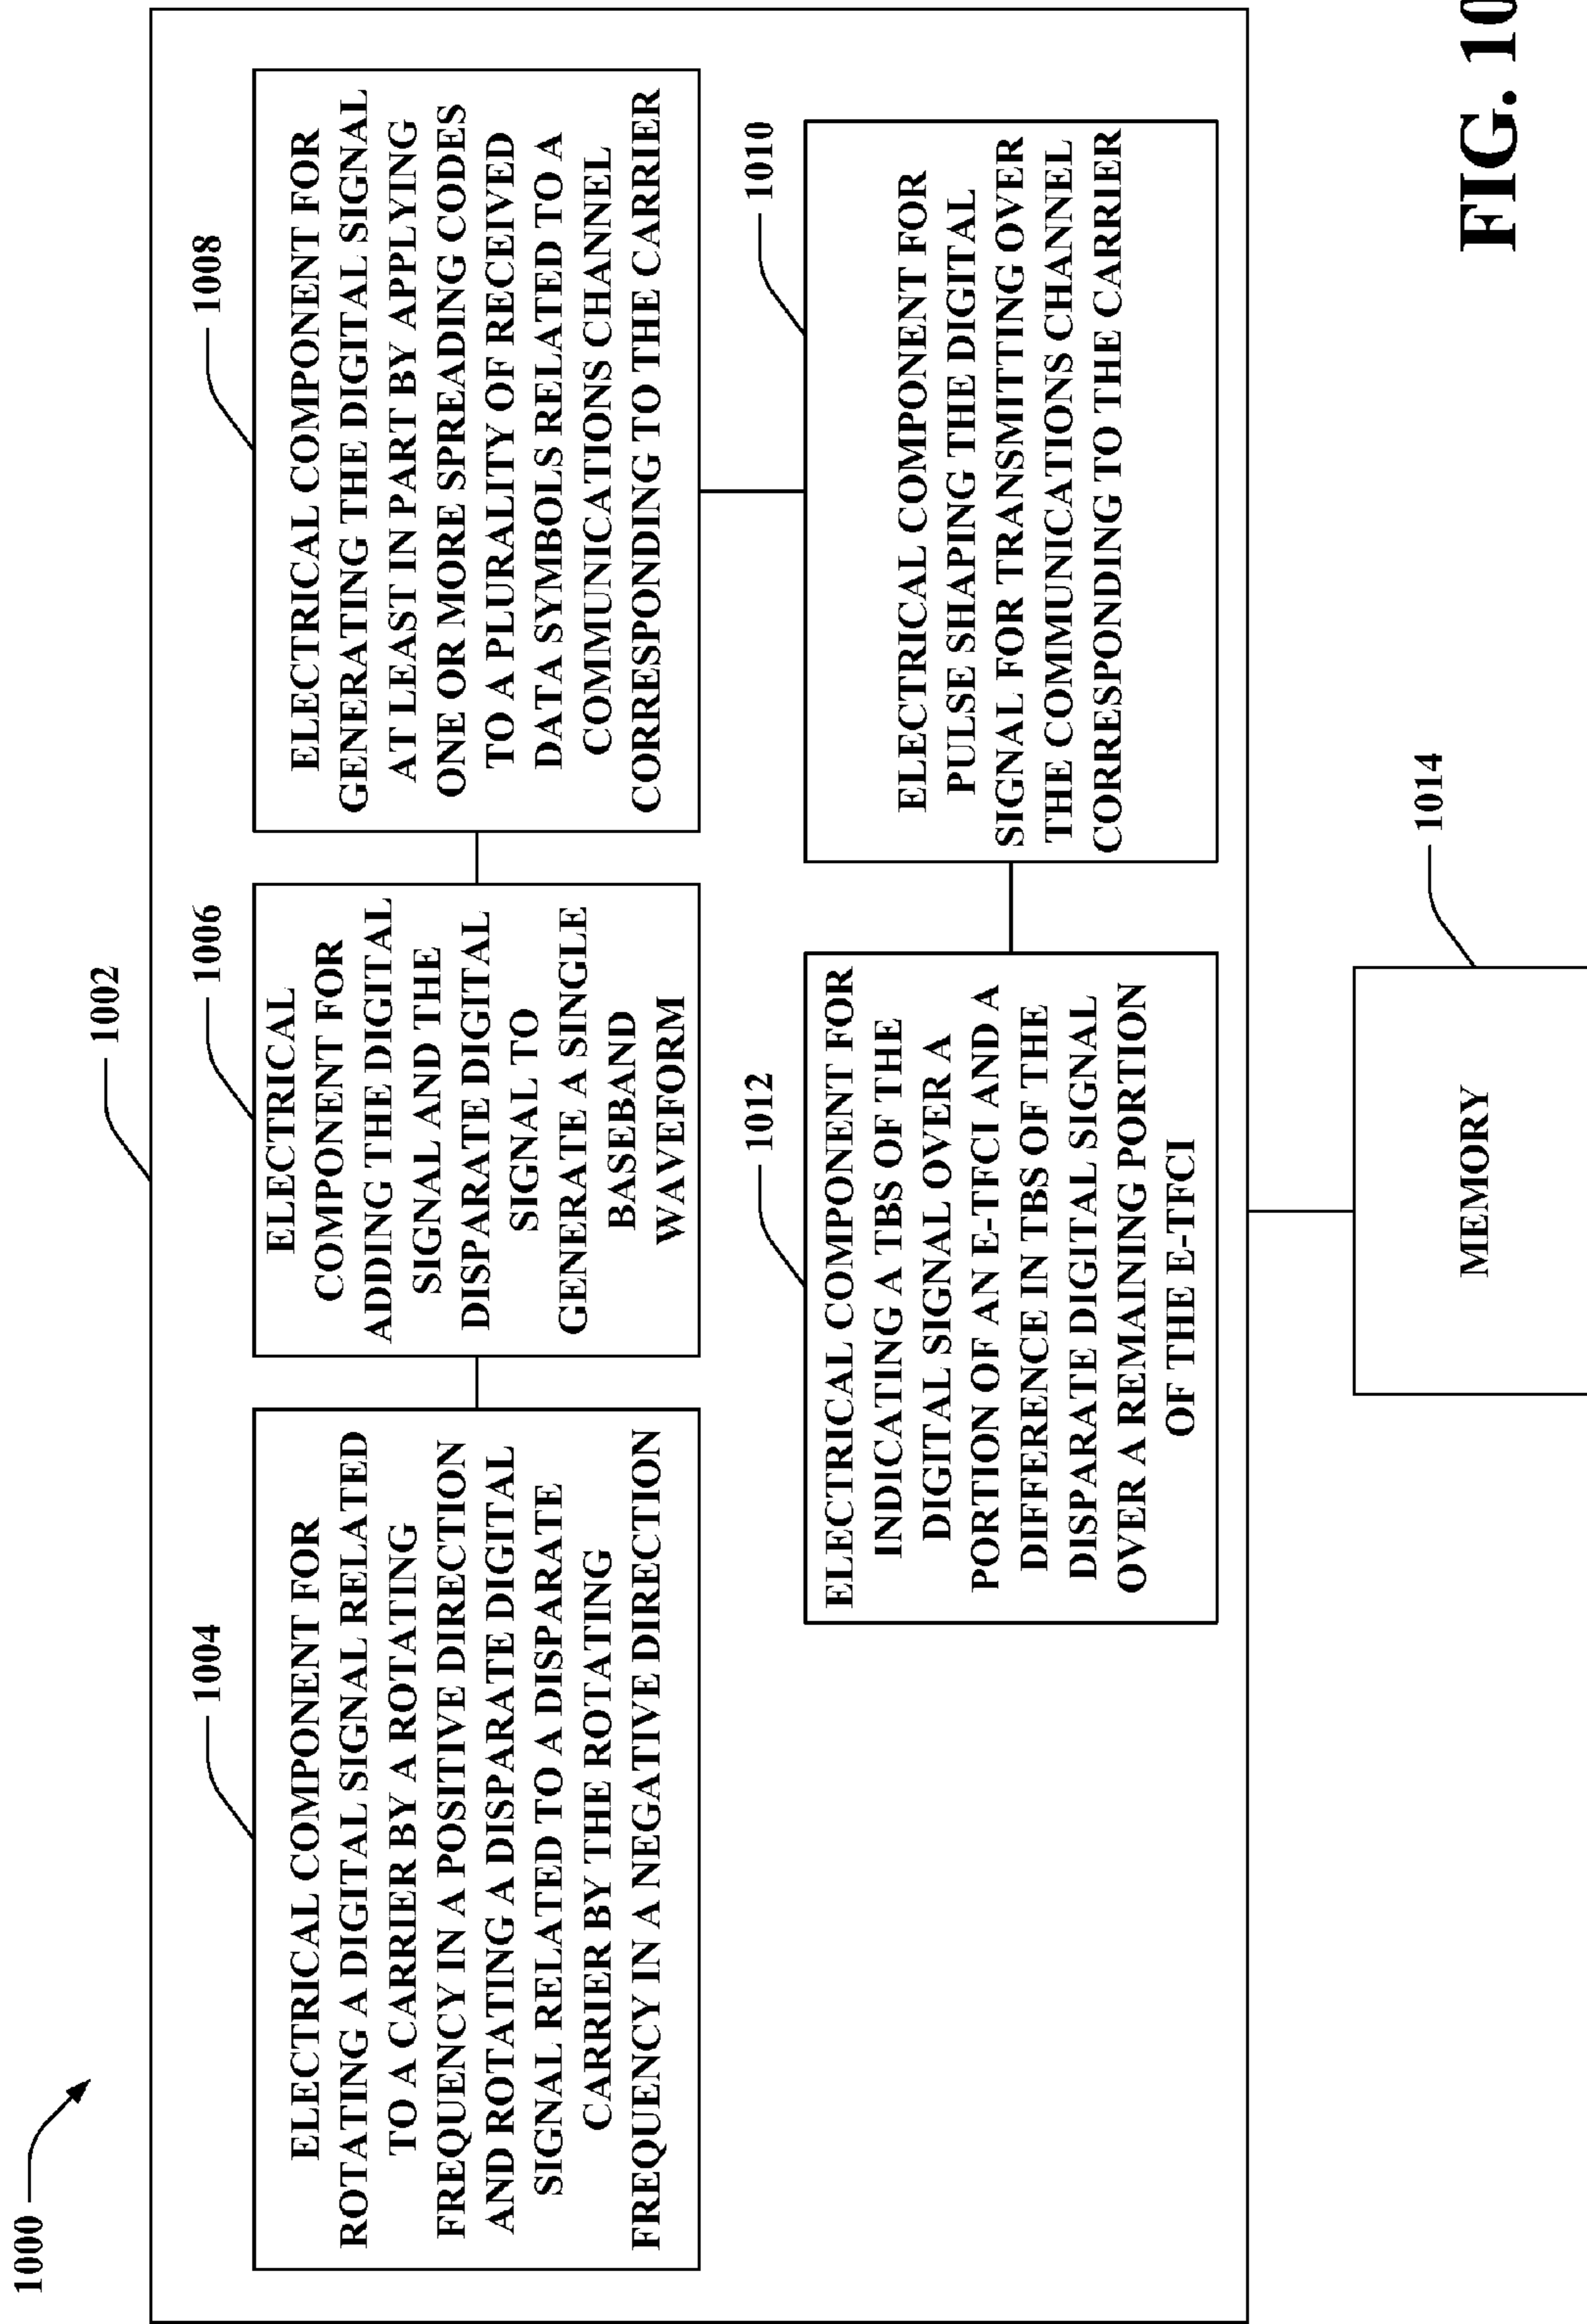 1000
1002
1004
ELECTRICAL COMPONENT FOR
ROTATING A DIGITAL SIGNAL RELATED
TO A CARRIER BY A ROTATING
FREQUENCY IN A POSITIVE DIRECTION
AND ROTATING A DISPARATE DIGITAL
SIGNAL RELATED TO A DISPARATE
CARRIER BY THE ROTATING
FREQUENCY IN A NEGATIVE DIRECTION
1006
ELECTRICAL
COMPONENT FOR
ADDING THE DIGITAL
SIGNAL AND THE
DISPARATE DIGITAL
SIGNAL TO
GENERATE A SINGLE
BASEBAND
WAVEFORM
1008
ELECTRICAL COMPONENT FOR
GENERATING THE DIGITAL SIGNAL
AT LEAST IN PART BY APPLYING
ONE OR MORE SPREADING CODES
TO A PLURALITY OF RECEIVED
DATA SYMBOLS RELATED TO A
COMMUNICATIONS CHANNEL
CORRESPONDING TO THE CARRIER
1012
ELECTRICAL COMPONENT FOR
INDICATING A TBS OF THE
DIGITAL SIGNAL OVER A
PORTION OF AN E-TFCI AND A
DIFFERENCE IN TBS OF THE
DISPARATE DIGITAL SIGNAL
OVER A REMAINING PORTION
OF THE E-TFCI
1010
ELECTRICAL COMPONENT FOR
PULSE SHAPING THE DIGITAL
SIGNAL FOR TRANSMITTING OVER
THE COMMUNICATIONS CHANNEL
CORRESPONDING TO THE CARRIER
1014
MEMORY
FIG. 10